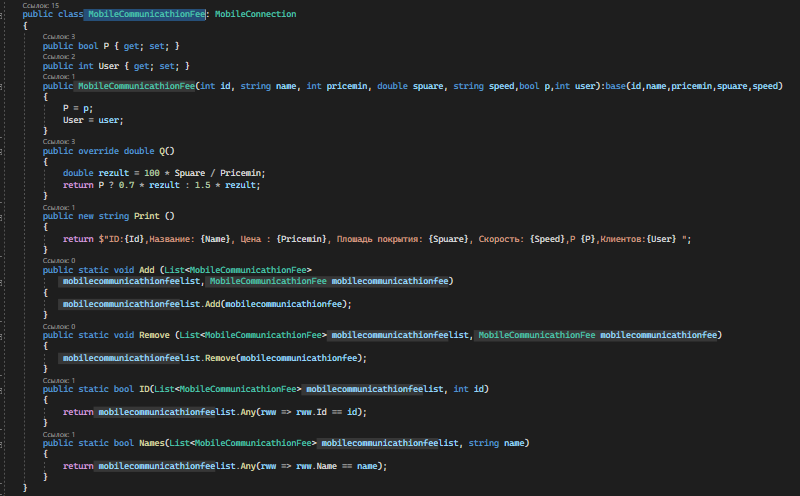 Ссылок: 15
public class MobileCommunicathionFee: MobileConnection
{
Ссылок: 3
public bool P { get; set; }
Ссылок: 2
public int User { get; set; }
Ссылок: 1
public MobileCommunicathionFee(int id, string name, int pricemin, double spuare, string speed,bool p,int user):base(id,name,pricemin,spuare,speed)
{
P = p;
User = user;
}
Ссылок: 3
public override double Q()
{
double rezult = 100 * Spuare / Pricemin;
return P ? 0.7 * rezult : 1.5 * rezult;
}
Ссылок: 1
public new string Print ()
{
return $"ID:{Id},Название: {Name}, Цена : {Pricemin}, Плошадь покрытия: {Spuare}, Скорость: {Speed},P {P},Клиентов:{User} ";
}
Ссылок: 0
public static void Add (List<MobileCommunicathionFee>
mobilecommunicathionfeelist, MobileCommunicathionFee mobilecommunicathionfee)
{
mobilecommunicathionfeelist.Add(mobilecommunicathionfee);
}
Ссылок: 0
public static void Remove (List<MobileCommunicathionFee> mobilecommunicathionfeelist, MobileCommunicathionFee mobilecommunicathionfee)
{
mobilecommunicathionfeelist.Remove(mobilecommunicathionfee);
}
Ссылок: 1
public static bool ID(List<MobileCommunicathionFee> mobilecommunicathionfeelist, int id)
{
return mobilecommunicathionfeelist.Any(rww => rww.Id == id);
}
Ссылок: 1
public static bool Names(List<MobileCommunicathionFee> mobilecommunicathionfeelist, string name)
{
return mobilecommunicathionfeelist.Any(rww => rww.Name == name);
}
}